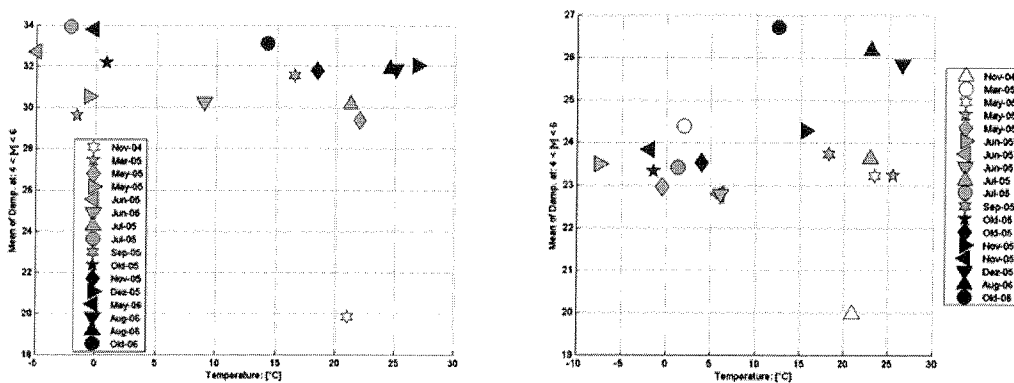 34
32
30
28
26
24
22
20
18
Mean of Damp. at: 4 < |v| < 6
Nov-04
Mar-05
May-05
May-05
Jun-05
Jun-05
Jul-05
Jul-05
Sep-05
Okt-05
Nov-05
Dez-05
May-06
Aug-06
Aug-06
Okt-06
-5 0 5 10 15 20 25 30
Temperature: [°C]
27
26
25
24
23
22
21
20
19
Mean of Damp. at: 4 < |v| < 6
-10 -5 0 5 10 15 20 25 30
Temperature: [°C]
Nov-04
Mar-05
May-05
May-05
May-05
Jun-05
Jun-05
Jun-05
Jul-05
Jul-05
Sep-05
Okt-05
Okt-05
Nov-05
Nov-05
Dez-05
Aug-06
Okt-06